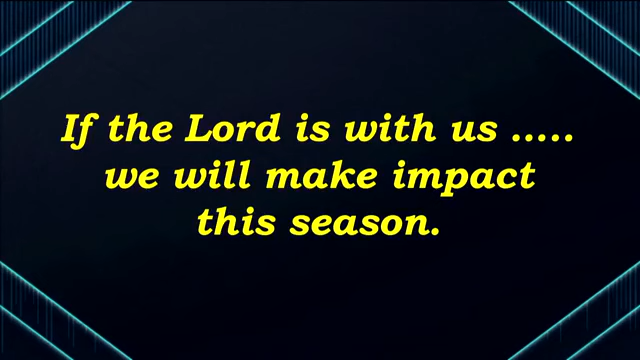 If the Lord is with us .....
we will make impact
this season.